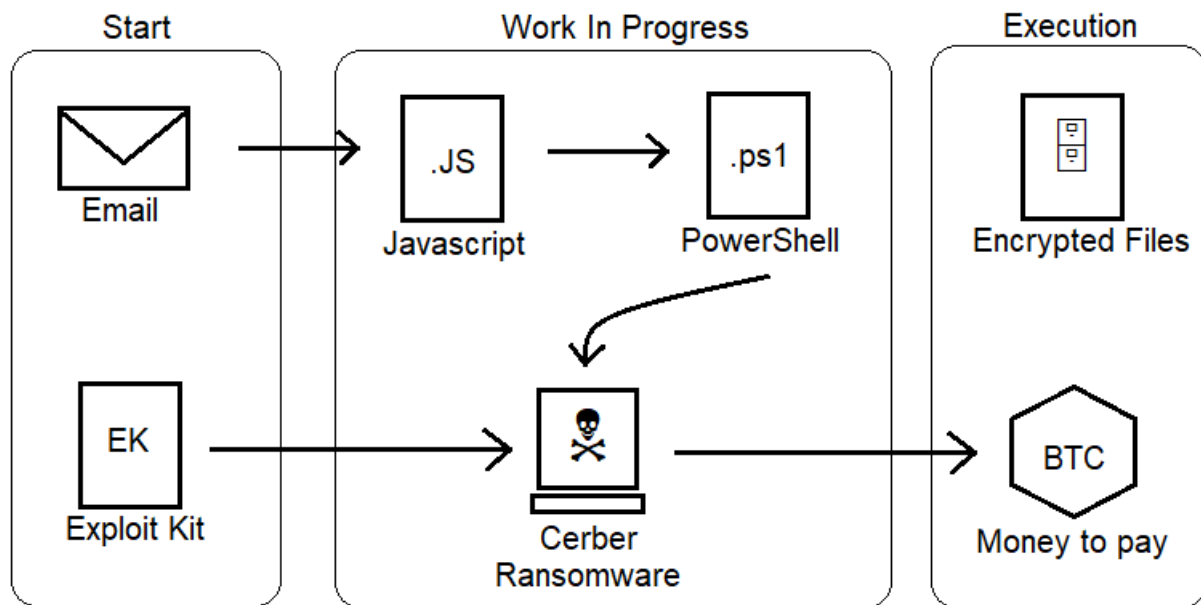 Start
Work In Progress
Execution
Email
.JS
Javascript
.ps1
PowerShell
Encrypted Files
EK
Exploit Kit
Cerber
Ransomware
BTC
Money to pay